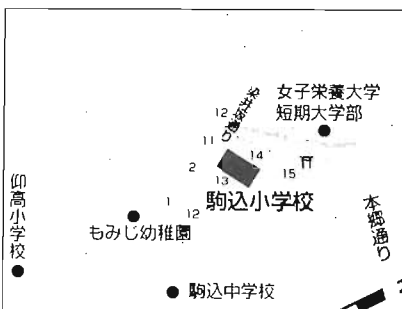 女子栄養大学
短期大学部
染井坂通り
12
11
14
2
15
13
駒込小学校
仰高小学校
1
12
もみじ幼稚園
本郷通り
駒込中学校